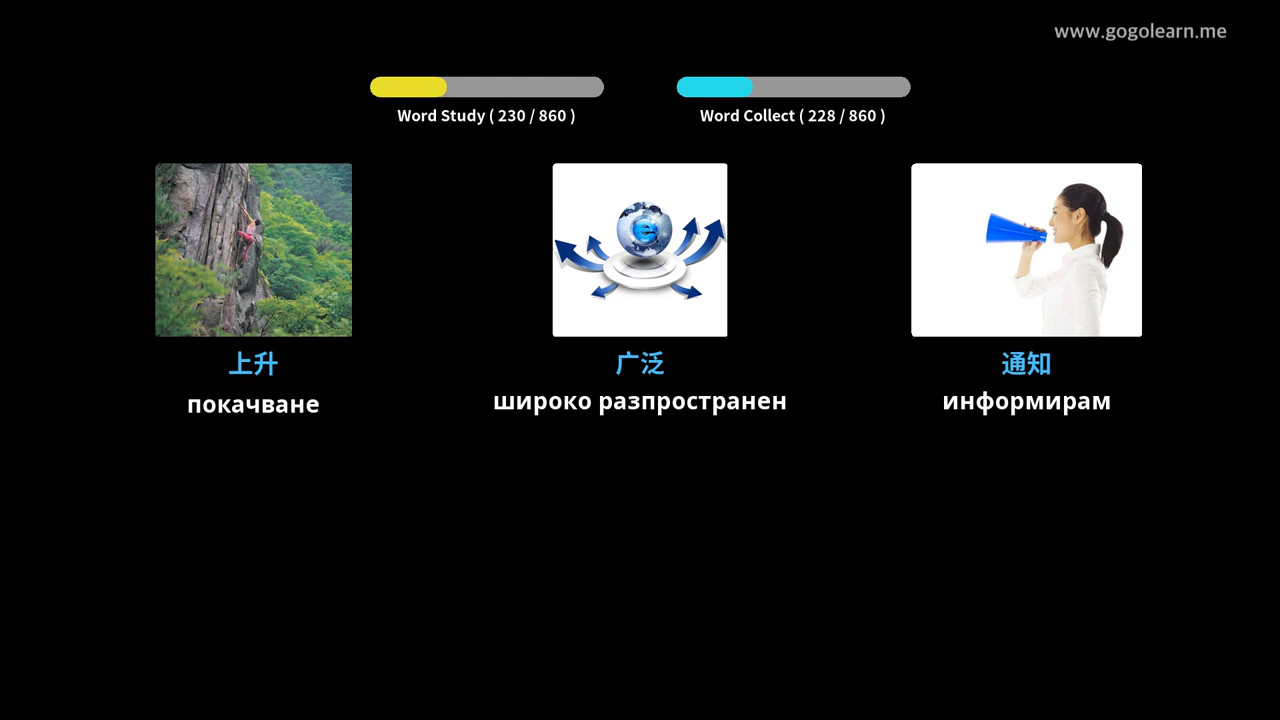 www.gogolearn.me
Word Study ( 230 / 860 )
Word Collect ( 228 / 860 )
上升
广泛
通知
покачване
широко разпространен
информирам